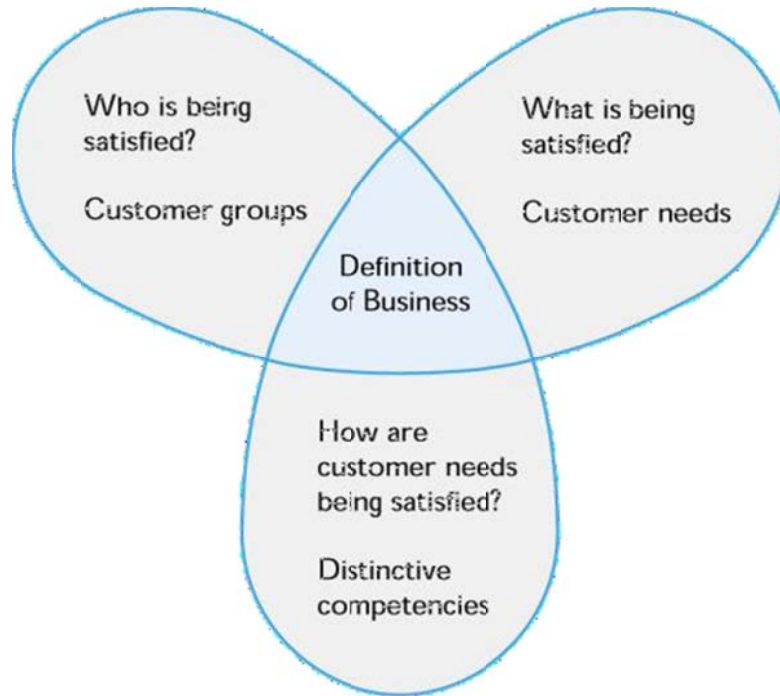 Who is being
satisfied?
Customer groups
What is being
satisfied?
Customer needs
Definition
of Business
How are
customer needs
being satisfied?
Distinctive
competencies